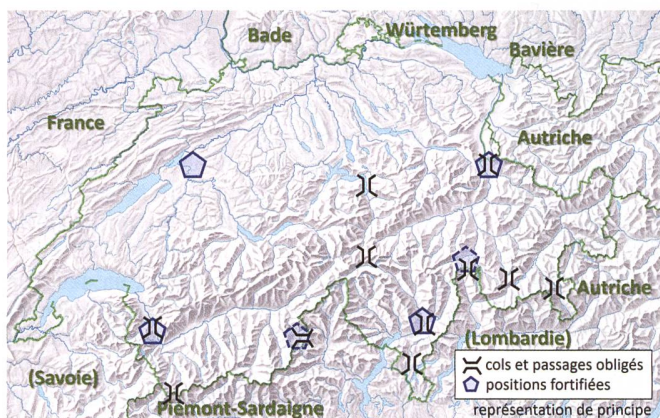 Bade
Würtemberg
Bavière
France
Autriche
Autriche
(Lombardie)
(Savoie)
Piémont-Sardaigne
cols et passages obligés
positions fortifiées
représentation de principe